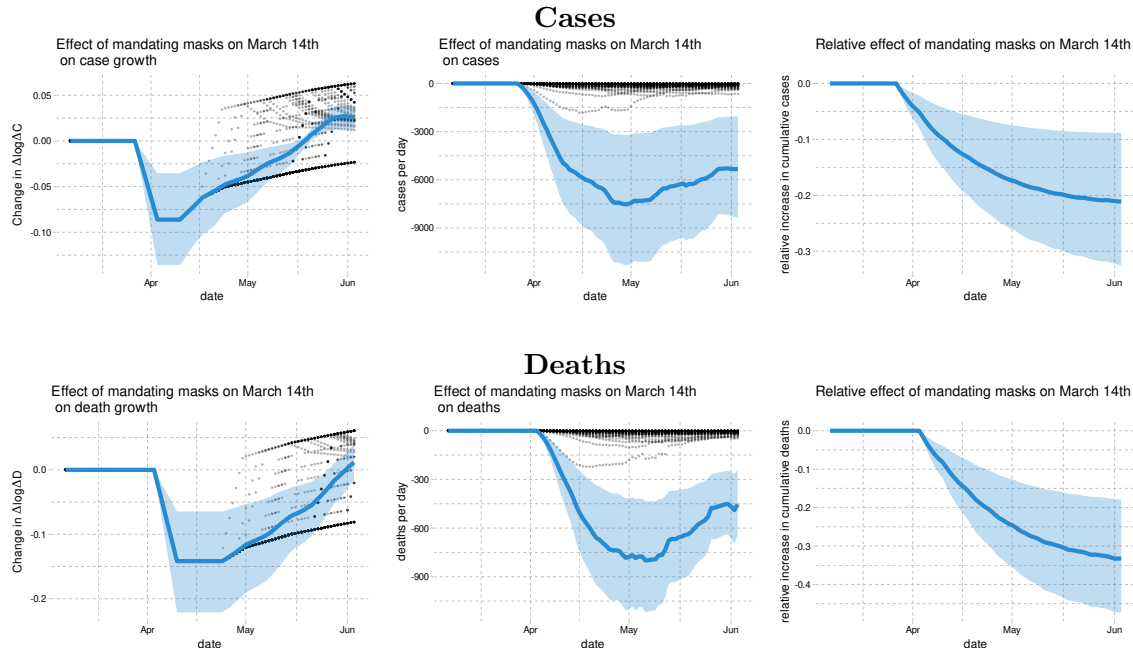 Cases
Effect of mandating masks on March 14th
on case growth
Change in ΔlogΔC
0.05
0.00
-0.05
-0.10
Apr
May
Jun
date
Effect of mandating masks on March 14th
on cases
cases per day
0
-3000
-6000
-9000
Apr
May
Jun
date
Relative effect of mandating masks on March 14th
relative increase in cumulative cases
0.0
-0.1
-0.2
-0.3
Apr
May
Jun
date
Deaths
Effect of mandating masks on March 14th
on death growth
Change in ΔlogΔD
0.0
-0.1
-0.2
Apr
May
Jun
date
Effect of mandating masks on March 14th
on deaths
deaths per day
0
-300
-600
-900
Apr
May
Jun
date
Relative effect of mandating masks on March 14th
relative increase in cumulative deaths
0.0
-0.1
-0.2
-0.3
-0.4
Apr
May
Jun
date